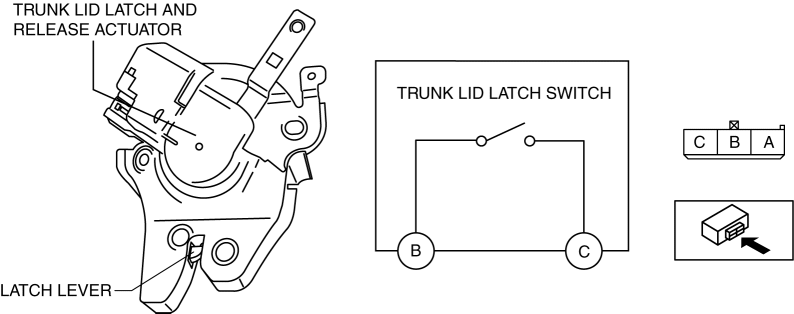 TRUNK LID LATCH AND
RELEASE ACTUATOR
LATCH LEVER
TRUNK LID LATCH SWITCH
B
C
C B A